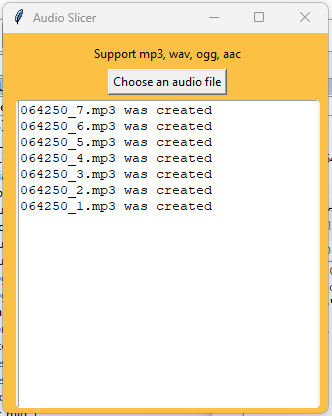 Audio Slicer
Support mp3, wav, ogg, aac
Choose an audio file
064250_7.mp3 was created
064250_6.mp3 was created
064250_5.mp3 was created
064250_4.mp3 was created
064250_3.mp3 was created
064250_2.mp3 was created
064250_1.mp3 was created